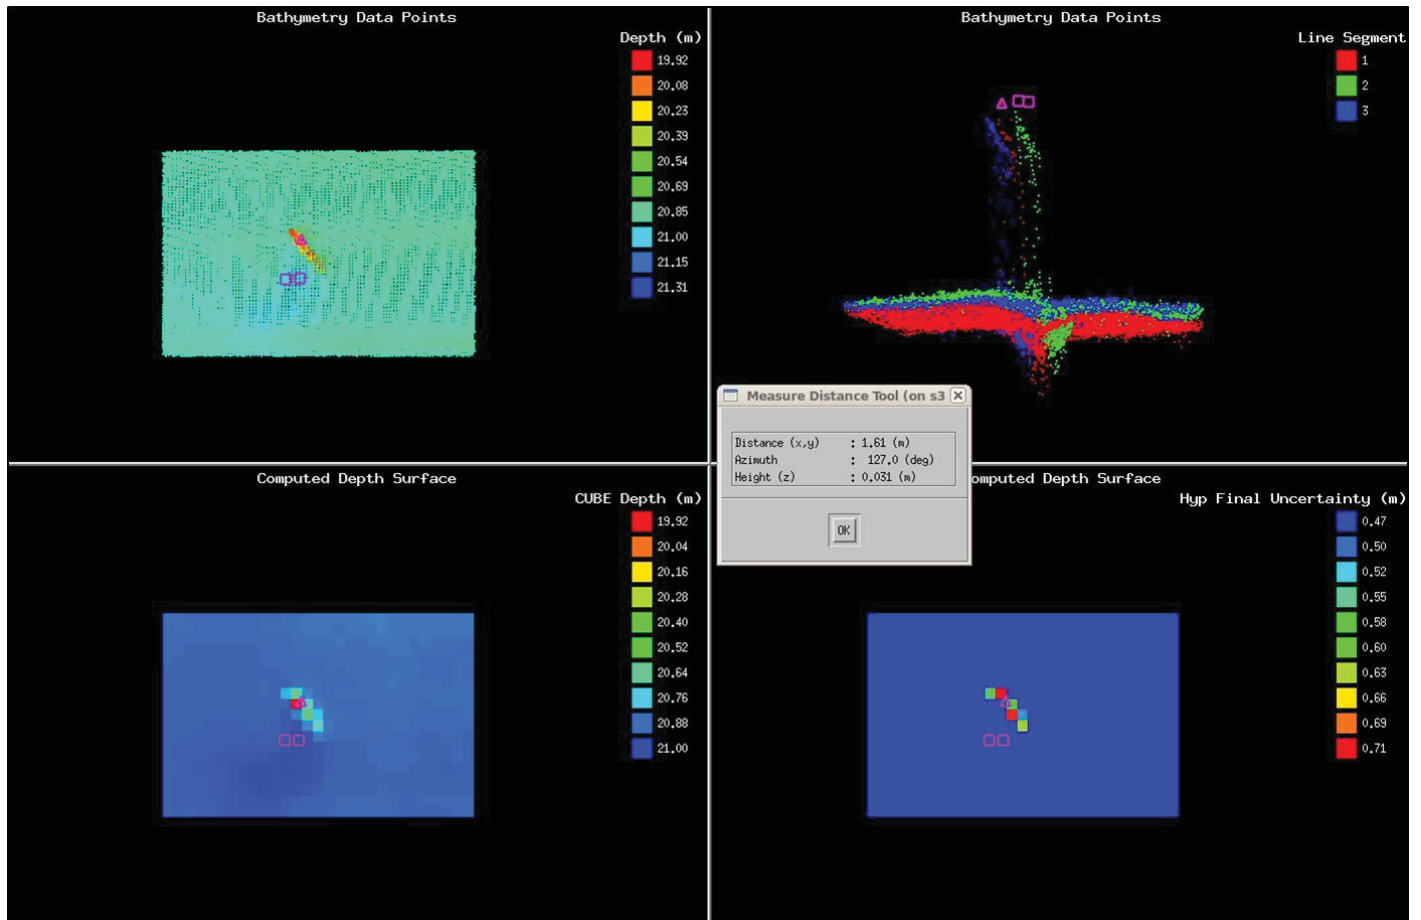 Bathymetry Data Points
Depth (m)
19.92
20.08
20.23
20.39
20.54
20.69
20.85
21.00
21.15
21.31
Bathymetry Data Points
Line Segment
1
2
3
Measure Distance Tool (on s3
Distance (x,y) : 1.61 (m)
Azimuth : 127.0 (deg)
Height (z) : 0.031 (m)
OK
Computed Depth Surface
CUBE Depth (m)
19.92
20.04
20.16
20.28
20.40
20.52
20.64
20.76
20.88
21.00
omputed Depth Surface
Hyp Final Uncertainty (m)
0.47
0.50
0.52
0.55
0.58
0.60
0.63
0.66
0.69
0.71